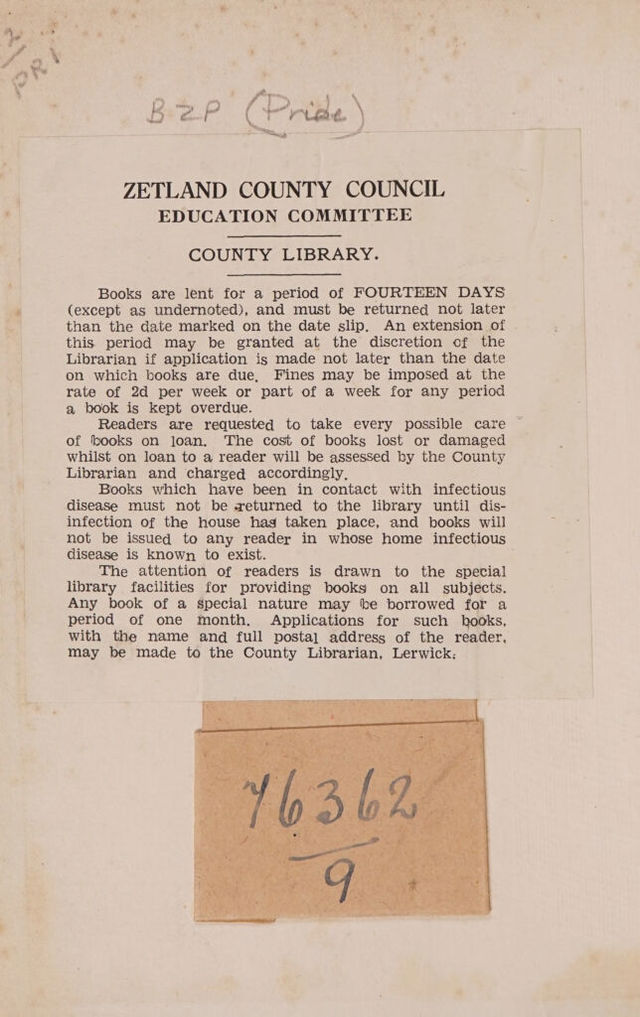 2/
PRI
BZP (Pride)
ZETLAND COUNTY COUNCIL
EDUCATION COMMITTEE
COUNTY LIBRARY.
Books are lent for a period of FOURTEEN DAYS
(except as undernoted), and must be returned not later
than the date marked on the date slip. An extension of
this period may be granted at the discretion of the
Librarian if application is made not later than the date
on which books are due. Fines may be imposed at the
rate of 2d per week or part of a week for any period
a book is kept overdue.
Readers are requested to take every possible care
of books on loan. The cost of books lost or damaged
whilst on loan to a reader will be assessed by the County
Librarian and charged accordingly.
Books which have been in contact with infectious
disease must not be returned to the library until dis-
infection of the house has taken place, and books will
not be issued to any reader in whose home infectious
disease is known to exist.
The attention of readers is drawn to the special
library facilities for providing books on all subjects.
Any book of a special nature may be borrowed for a
period of one month. Applications for such books,
with the name and full postal address of the reader,
may be made to the County Librarian, Lerwick.
76362
9